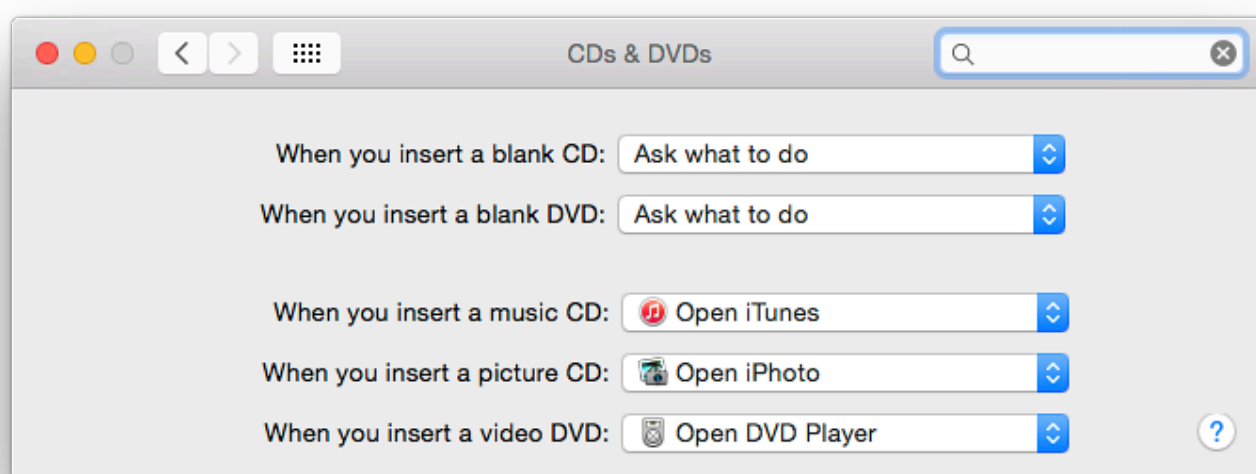 CDs & DVDs
When you insert a blank CD: Ask what to do
When you insert a blank DVD: Ask what to do
When you insert a music CD: Open iTunes
When you insert a picture CD: Open iPhoto
When you insert a video DVD: Open DVD Player
?